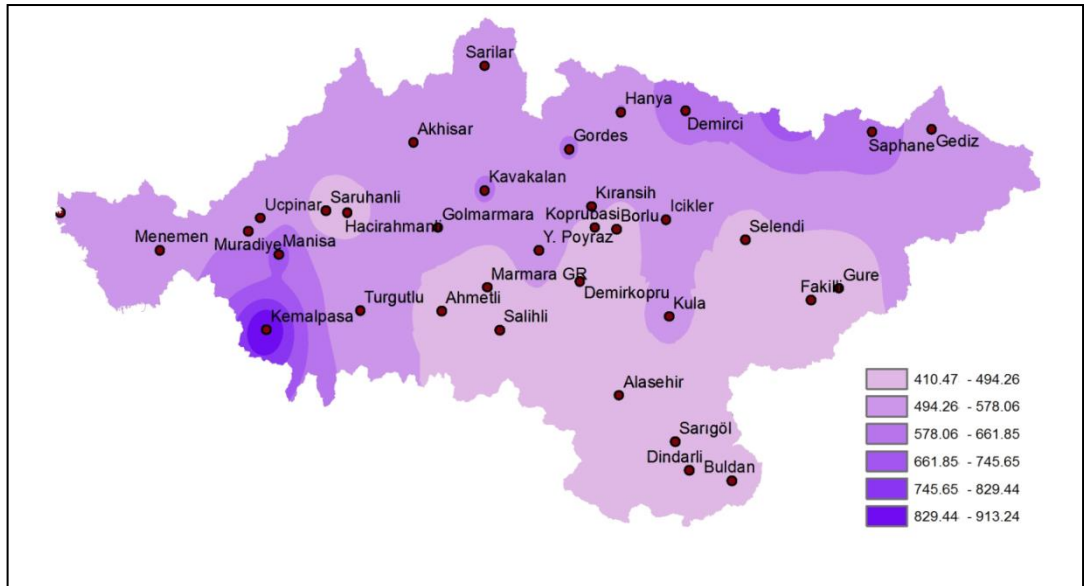 Sarilar
Hanya
Demirci
Akhisar
Gordes
Saphane
Gediz
Kavakalan
Kıransih
Ucpinar
Saruhanli
Hacirahmanli
Golmarmara
Koprubasi
Borlu
Icikler
Menemen
Muradiye
Manisa
Y. Poyraz
Selendi
Marmara GR
Demirkopru
Gure
Fakilli
Turgutlu
Ahmetli
Kula
Kemalpasa
Salihli
Alasehir
Sarıgöl
Dindarli
Buldan
410.47 - 494.26
494.26 - 578.06
578.06 - 661.85
661.85 - 745.65
745.65 - 829.44
829.44 - 913.24